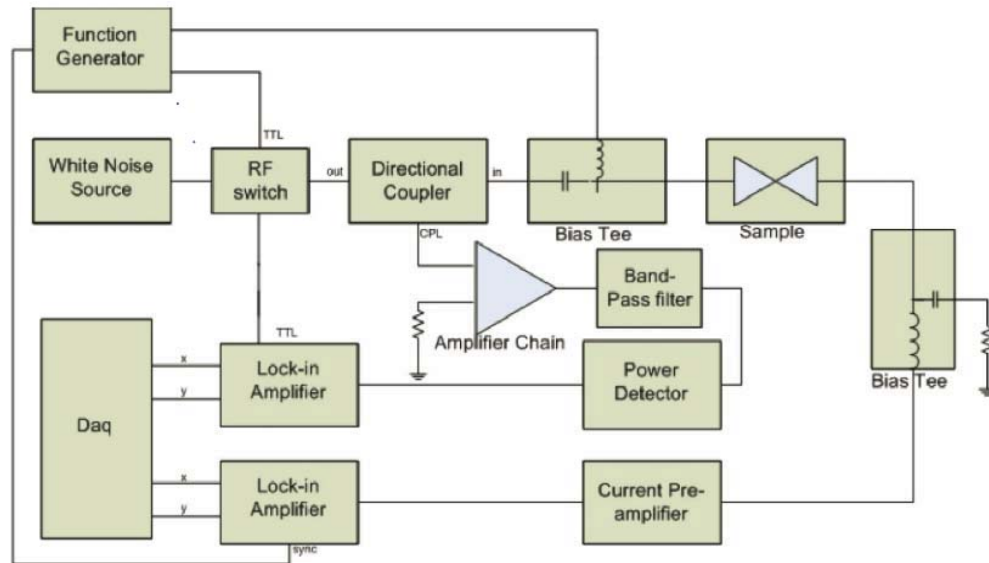 Function
Generator
TTL
White Noise
Source
RF
switch
out
Directional
Coupler
in
CPL
Bias Tee
Sample
Amplifier Chain
Band-
Pass filter
Bias Tee
Daq
x
y
TTL
Lock-in
Amplifier
Power
Detector
x
y
Lock-in
Amplifier
sync
Current Pre-
amplifier